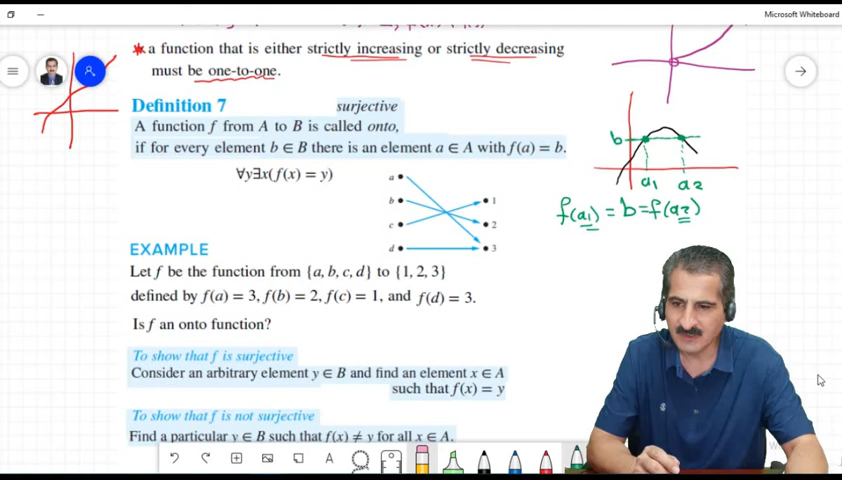 Microsoft Whiteboard
* a function that is either strictly increasing or strictly decreasing
must be one-to-one.
Definition 7 surjective
A function f from A to B is called onto,
if for every element b ∈ B there is an element a ∈ A with f(a) = b.
∀y∃x(f(x) = y)
a
b
c
d
1
2
3
b
a1 a2
f(a1) = b = f(a2)
EXAMPLE
Let f be the function from {a, b, c, d} to {1, 2, 3}
defined by f(a) = 3, f(b) = 2, f(c) = 1, and f(d) = 3.
Is f an onto function?
To show that f is surjective
Consider an arbitrary element y ∈ B and find an element x ∈ A
such that f(x) = y
To show that f is not surjective
Find a particular y ∈ B such that f(x) ≠ y for all x ∈ A.
A